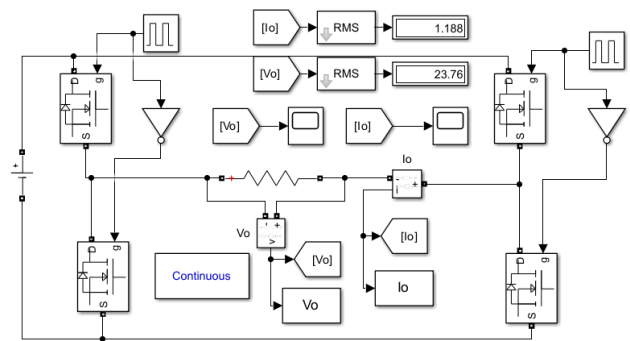 [Io]
RMS
1.188
[Vo]
RMS
23.76
D
g
S
D
g
S
+
[Vo]
[Io]
Io
+
-
+
i
Vo
-
+
v
[Vo]
[Io]
D
g
S
Continuous
Vo
Io
D
g
S